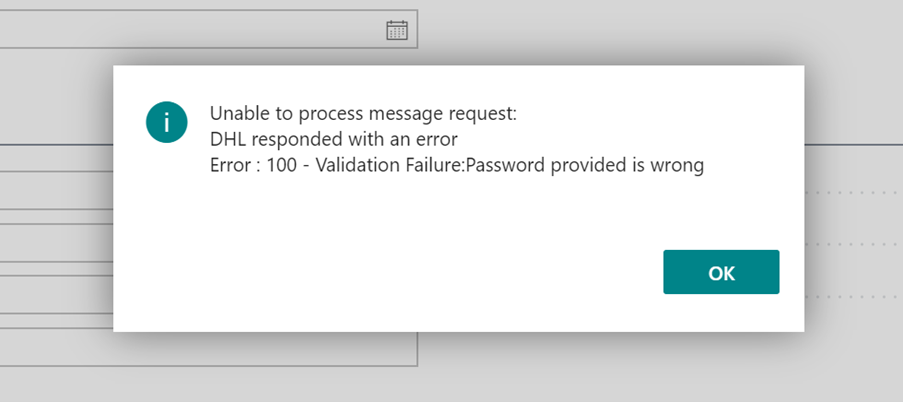 Unable to process message request:
DHL responded with an error
Error : 100 - Validation Failure:Password provided is wrong
OK